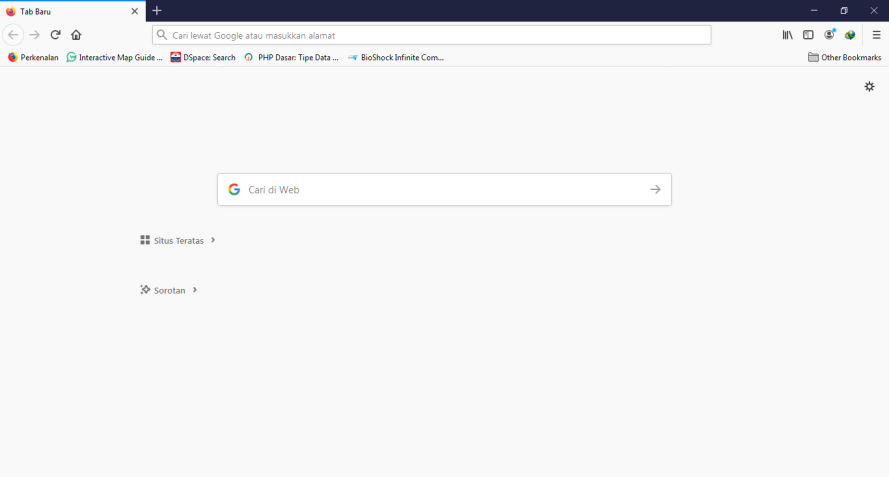 Tab Baru
Cari lewat Google atau masukkan alamat
Perkenalan Interactive Map Guide ... DSpace: Search PHP Dasar: Tipe Data ... BioShock Infinite Com... Other Bookmarks
Cari di Web
Situs Teratas
Sorotan